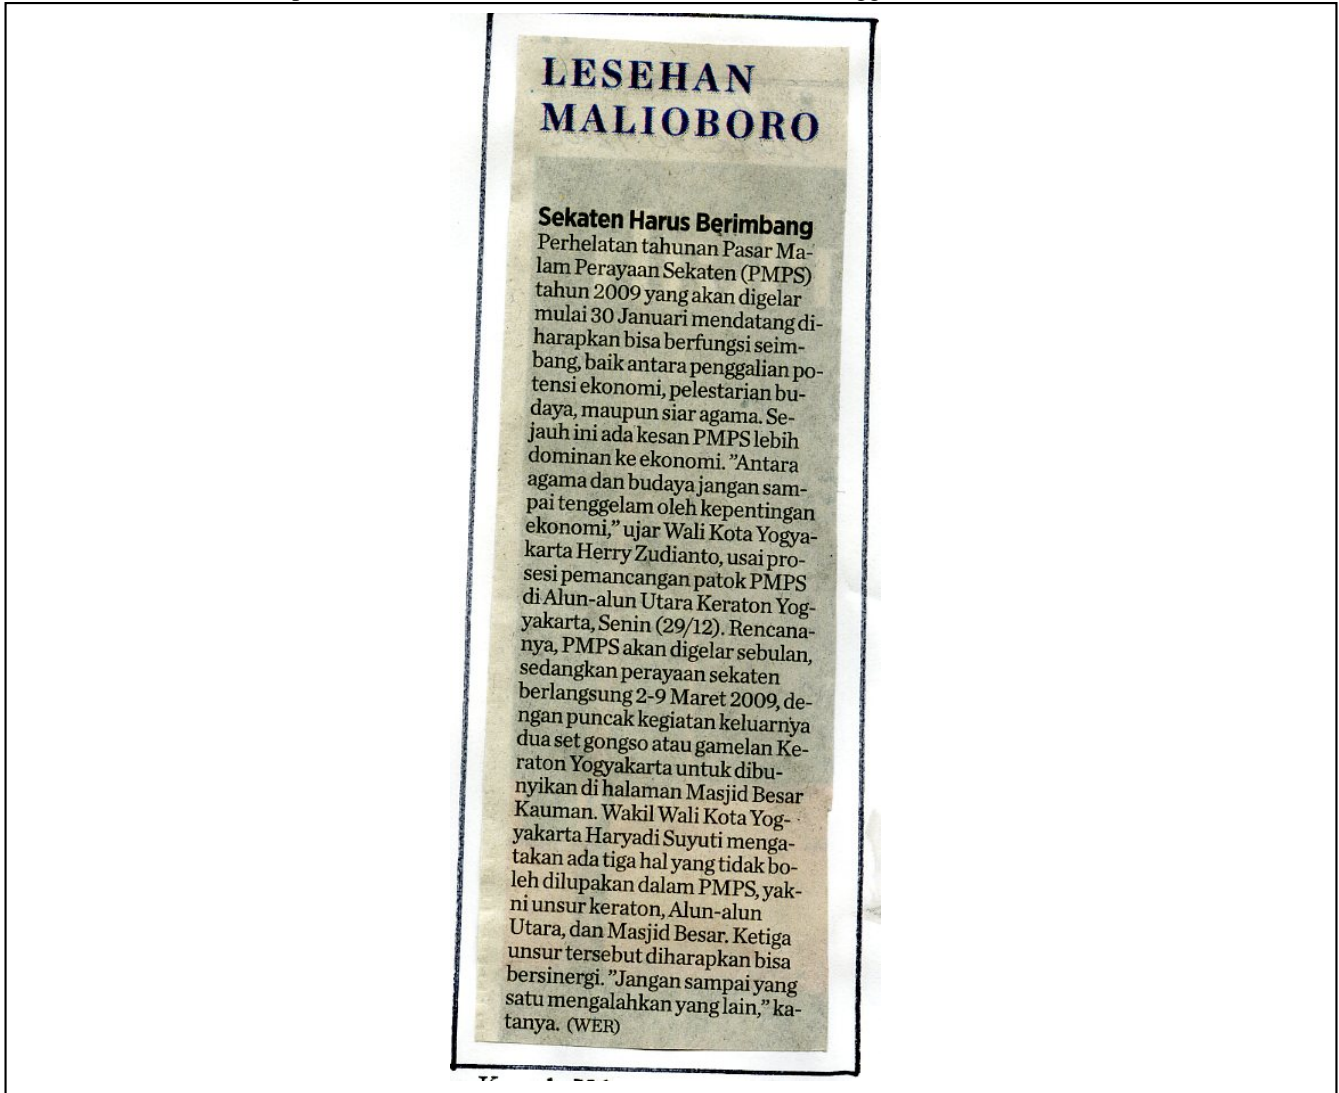 LESEHAN
MALIOBORO
Sekaten Harus Berimbang
Perhelatan tahunan Pasar Ma-
lam Perayaan Sekaten (PMPS)
tahun 2009 yang akan digelar
mulai 30 Januari mendatang di-
harapkan bisa berfungsi seim-
bang, baik antara penggalian po-
tensi ekonomi, pelestarian bu-
daya, maupun siar agama. Se-
jauh ini ada kesan PMPS lebih
dominan ke ekonomi. ”Antara
agama dan budaya jangan sam-
pai tenggelam oleh kepentingan
ekonomi,” ujar Wali Kota Yogya-
karta Herry Zudianto, usai pro-
sesi pemancangan patok PMPS
di Alun-alun Utara Keraton Yog-
yakarta, Senin (29/12). Rencana-
nya, PMPS akan digelar sebulan,
sedangkan perayaan sekaten
berlangsung 2-9 Maret 2009, de-
ngan puncak kegiatan keluarnya
dua set gongso atau gamelan Ke-
raton Yogyakarta untuk dibu-
nyikan di halaman Masjid Besar
Kauman. Wakil Wali Kota Yog-
yakarta Haryadi Suyuti menga-
takan ada tiga hal yang tidak bo-
leh dilupakan dalam PMPS, yak-
ni unsur keraton, Alun-alun
Utara, dan Masjid Besar. Ketiga
unsur tersebut diharapkan bisa
bersinergi. ”Jangan sampai yang
satu mengalahkan yang lain,” ka-
tanya. (WER)